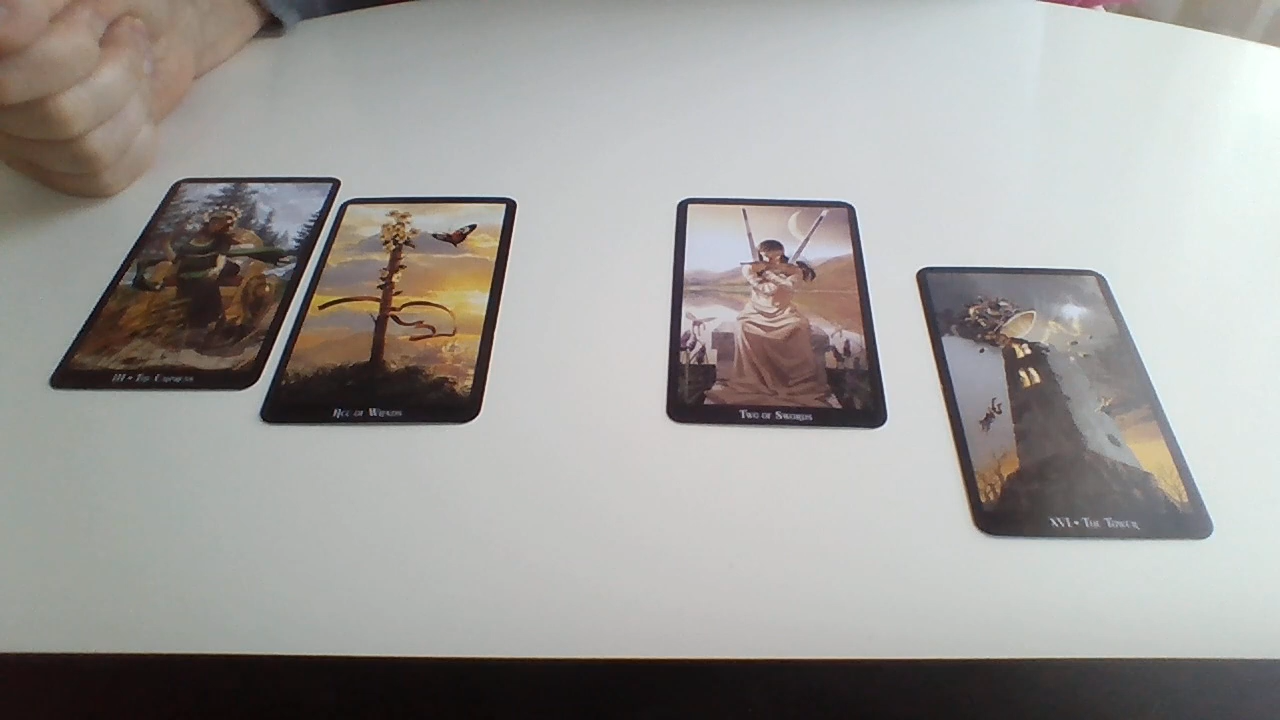 III • The Empress
Ace of Wands
Two of Swords
XVI • The Tower